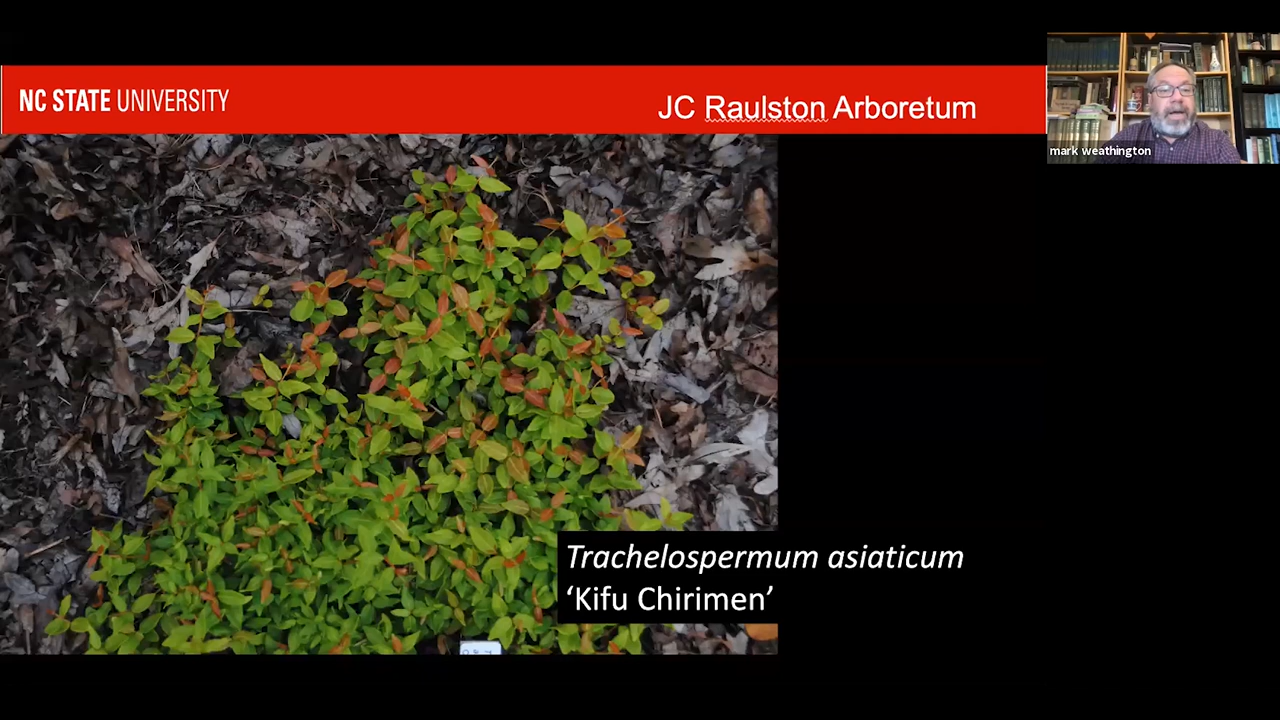 NC STATE UNIVERSITY
JC Raulston Arboretum
mark weathington
Trachelospermum asiaticum
‘Kifu Chirimen’